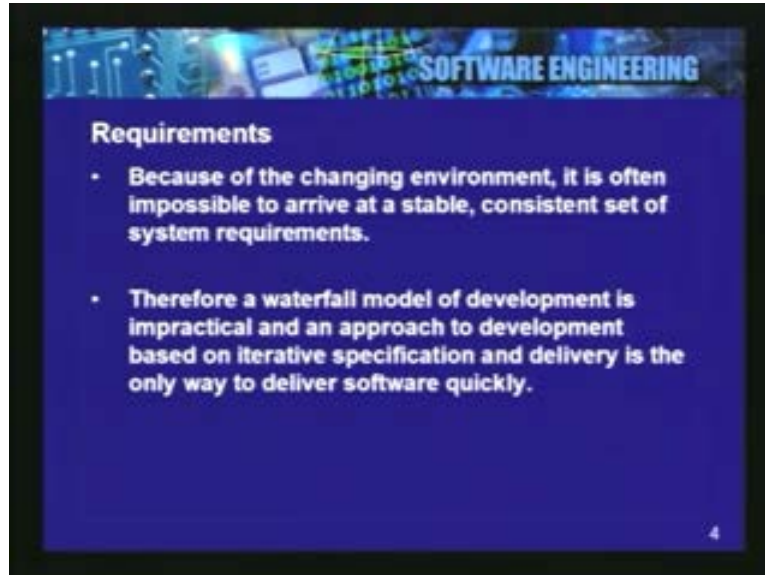 SOFTWARE ENGINEERING
Requirements
• Because of the changing environment, it is often
impossible to arrive at a stable, consistent set of
system requirements.
• Therefore a waterfall model of development is
impractical and an approach to development
based on iterative specification and delivery is the
only way to deliver software quickly.
4